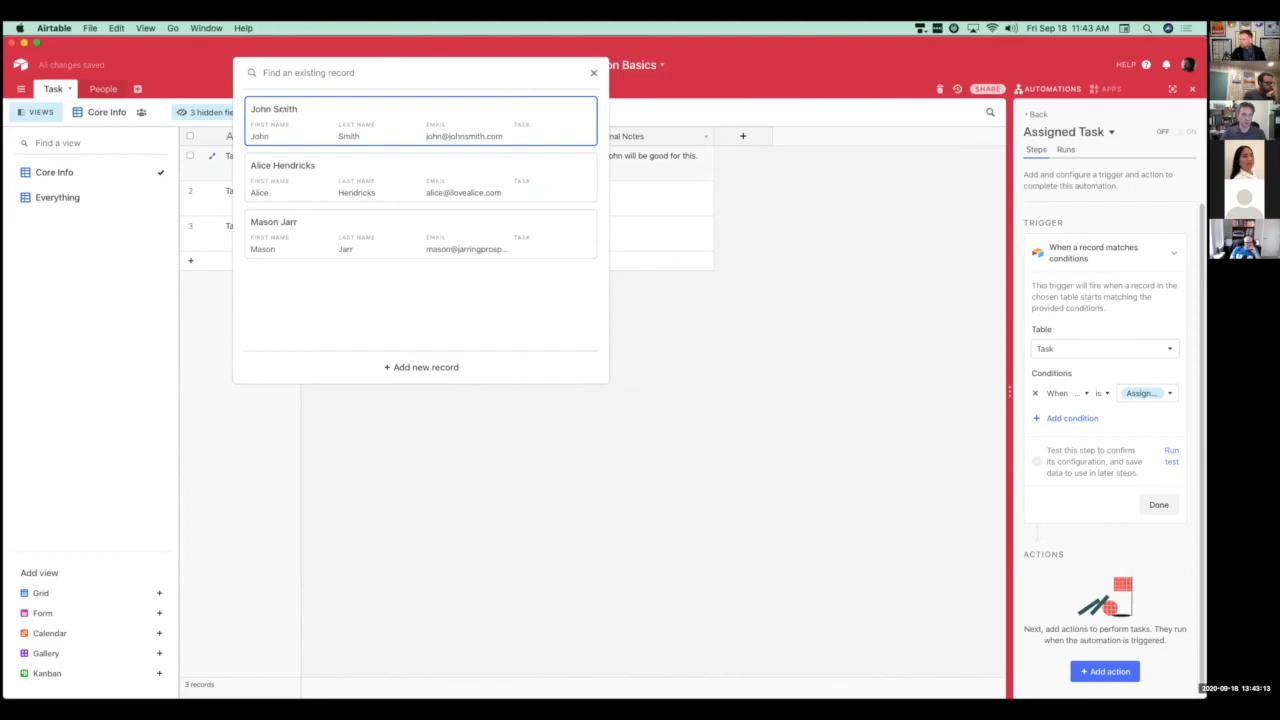 Airtable File Edit View Go Window Help
Fri Sep 18 11:43 AM
All changes saved
on Basics
HELP
Task People
SHARE AUTOMATIONS APPS
VIEWS Core Info 3 hidden fie
Find a view
Core Info
Everything
Find an existing record
John Smith
FIRST NAME LAST NAME EMAIL TASK
John Smith john@johnsmith.com
Alice Hendricks
FIRST NAME LAST NAME EMAIL TASK
Alice Hendricks alice@ilovealice.com
Mason Jarr
FIRST NAME LAST NAME EMAIL TASK
Mason Jarr mason@jarringprosp...
+ Add new record
A
nal Notes
+
Ta
ohn will be good for this.
2 Ta
3 Ta
+
3 records
Add view
Grid +
Form +
Calendar +
Gallery +
Kanban +
Back
Assigned Task OFF ON
Steps Runs
Add and configure a trigger and action to
complete this automation.
TRIGGER
When a record matches
conditions
This trigger will fire when a record in the
chosen table starts matching the
provided conditions.
Table
Task
Conditions
When ... is Assign...
+ Add condition
Test this step to confirm
its configuration, and save
data to use in later steps.
Run
test
Done
ACTIONS
Next, add actions to perform tasks. They run
when the automation is triggered.
+ Add action
2020-09-18 13:43:13